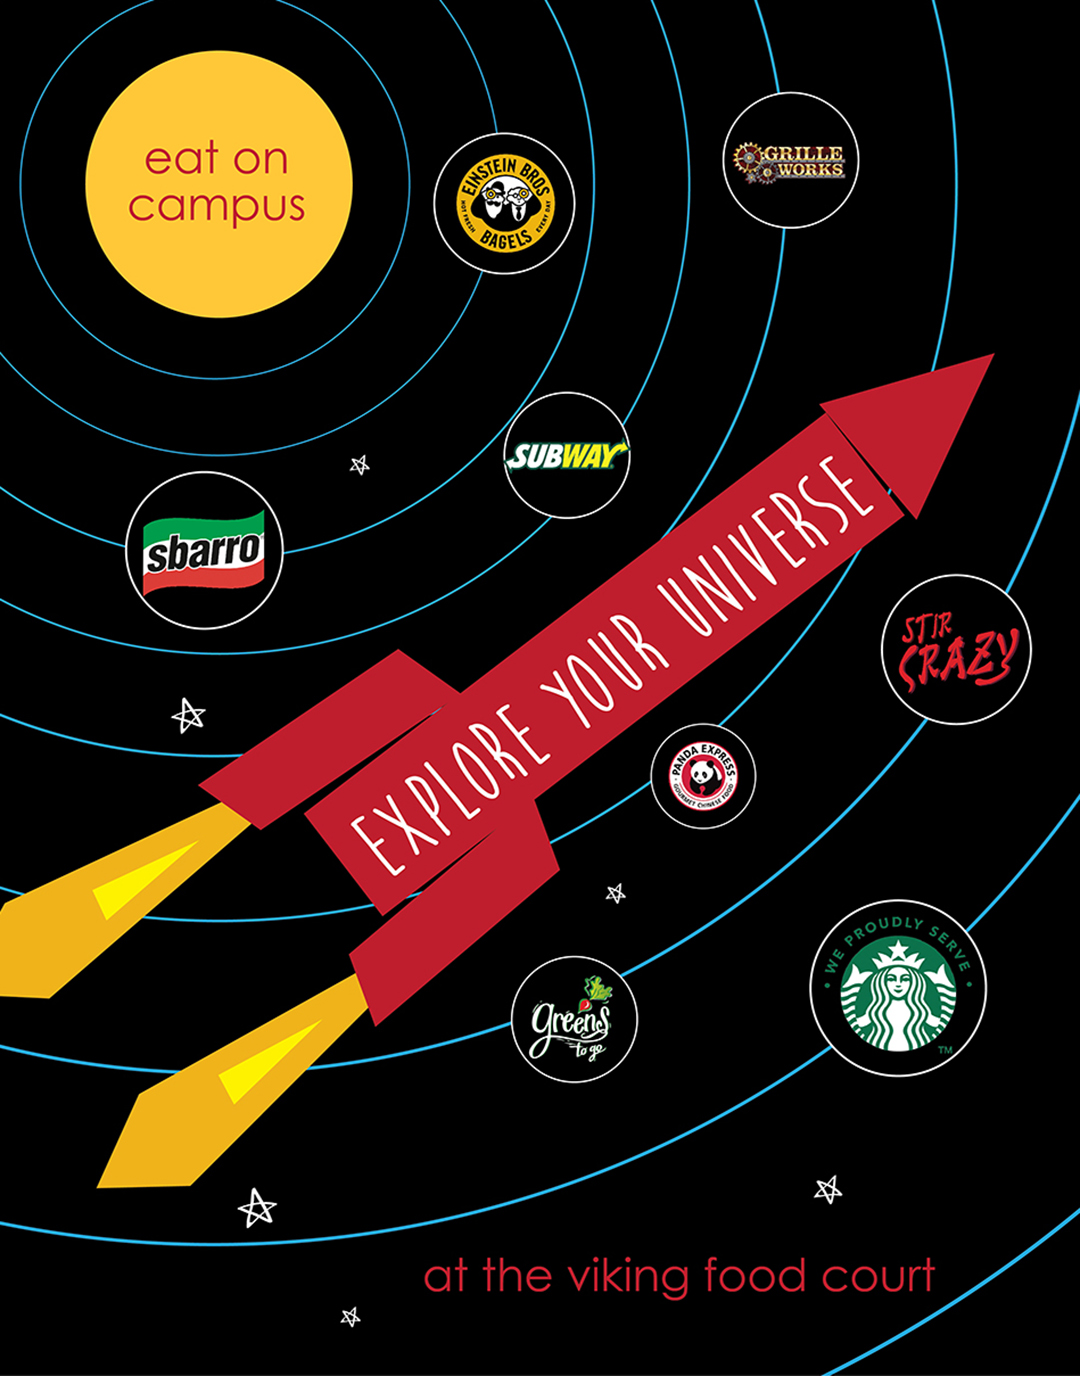 eat on
campus
EINSTEIN BROS
HOT FRESH
EVERY DAY
BAGELS
GRILLE
WORKS
SUBWAY
sbarro
EXPLORE YOUR UNIVERSE
STIR
CRAZY
PANDA EXPRESS
GOURMET CHINESE FOOD
WE PROUDLY SERVE
TM
greens
to go
at the viking food court